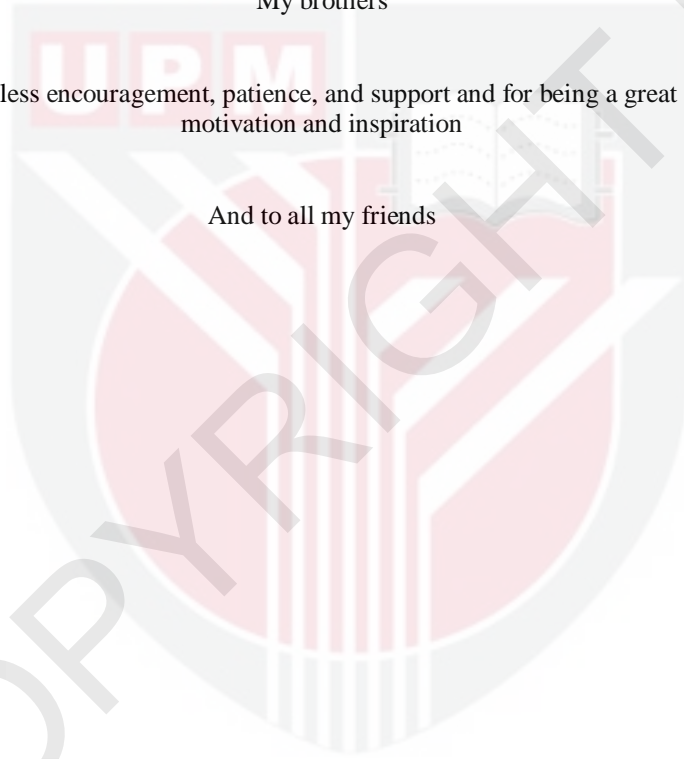 My brothers
UPM
less encouragement, patience, and support and for being a great
motivation and inspiration
And to all my friends
OPYRIGHT